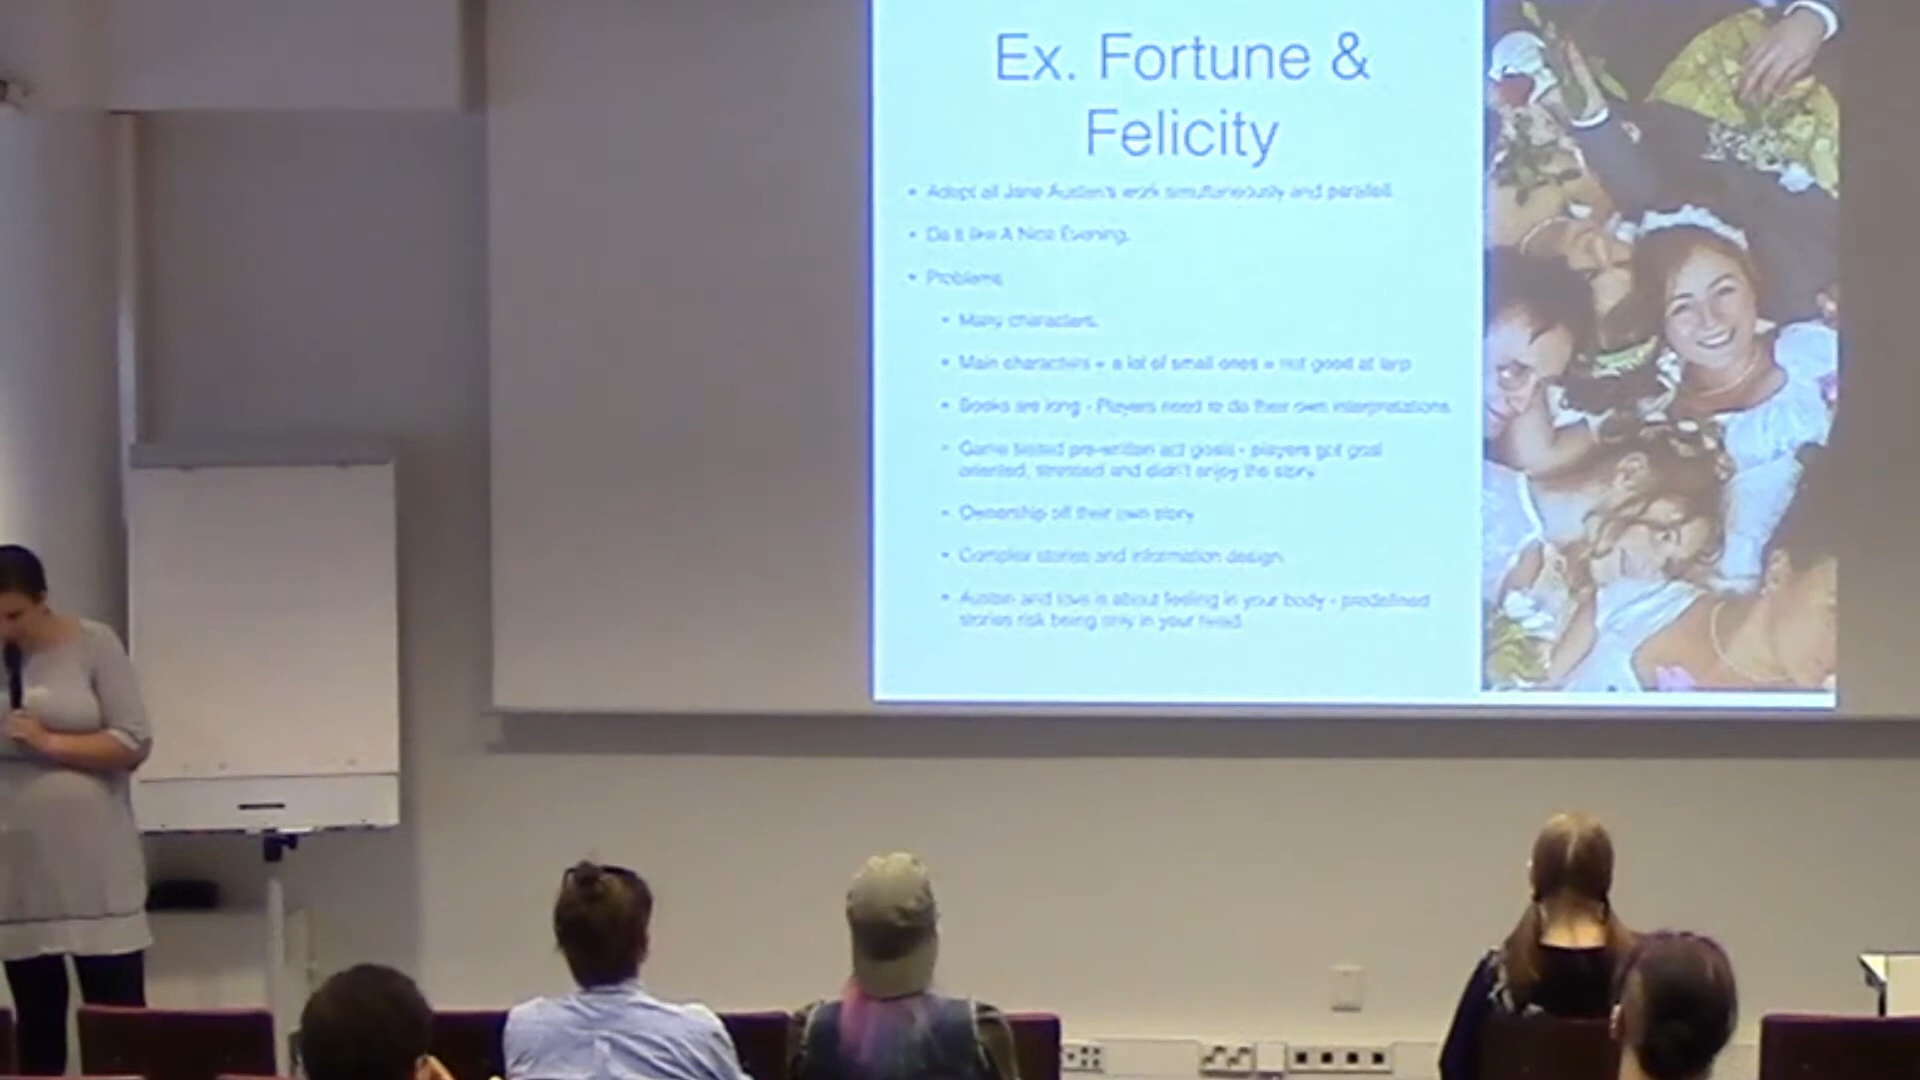 Ex. Fortune &
Felicity
• Adapt all Jane Austen's work simultaneously and parallell.
• Do it like A Nice Evening.
• Problems
• Many characters.
• Main characters + a lot of small ones = not good at larp
• Books are long - Players need to do their own interpretations.
• Game tested pre-written act goals - players got goal
oriented, stressed and didn't enjoy the story.
• Ownership off their own story
• Complex stories and information design.
• Austen and love is about feeling in your body - predefined
stories risk being only in your head.